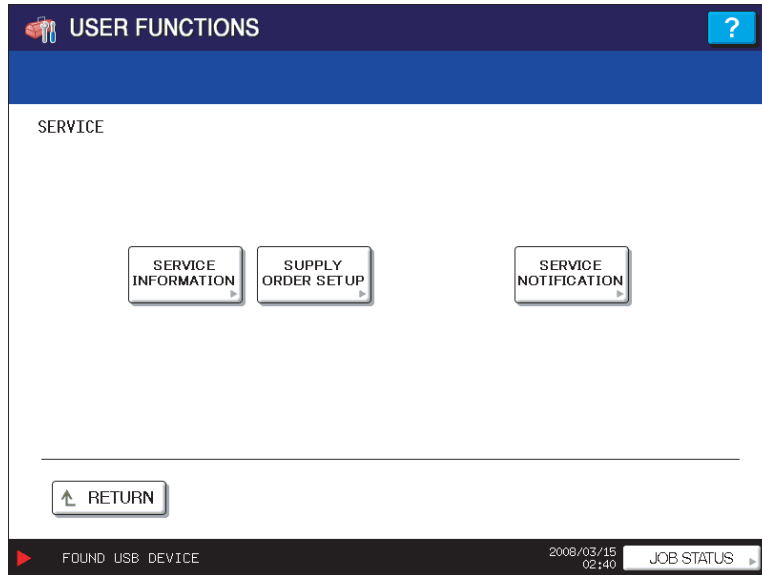 USER FUNCTIONS
?
SERVICE
SERVICE
INFORMATION
SUPPLY
ORDER SETUP
SERVICE
NOTIFICATION
RETURN
FOUND USB DEVICE
2008/03/15
02:40
JOB STATUS